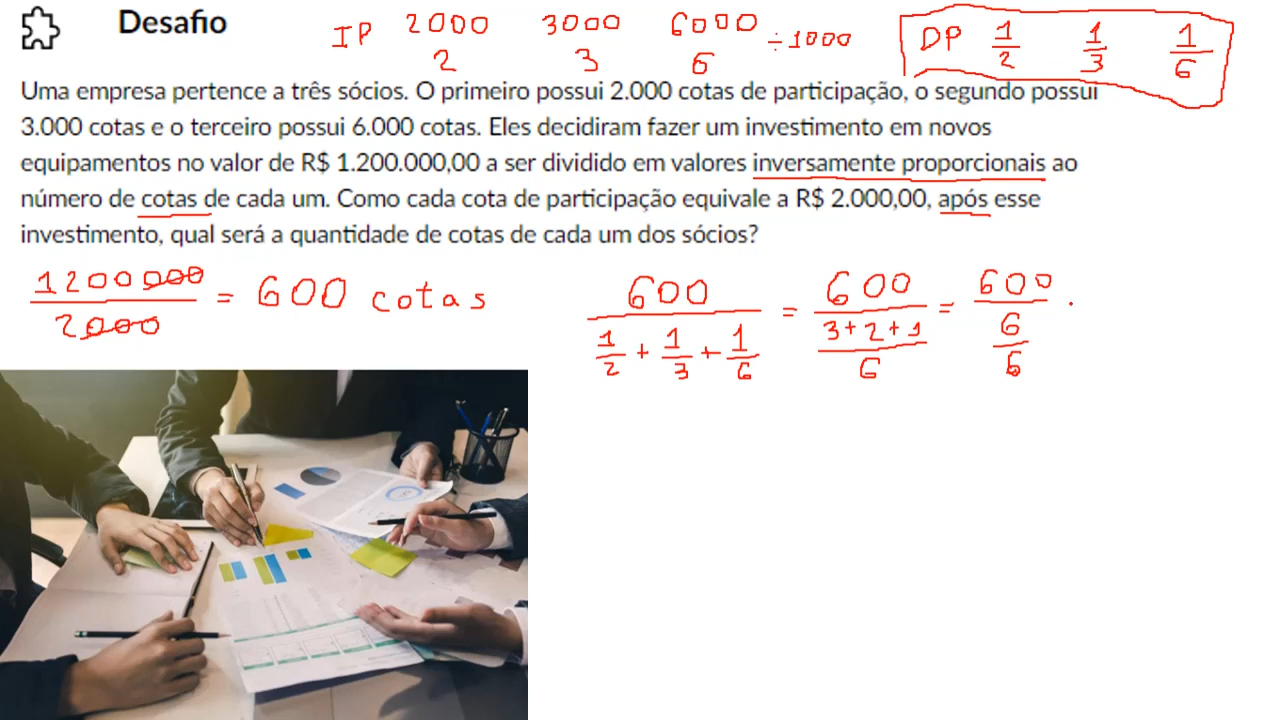 Desafio
IP 2000 3000 6000 ÷1000
2 3 6
DP 1/2 1/3 1/6
Uma empresa pertence a três sócios. O primeiro possui 2.000 cotas de participação, o segundo possui
3.000 cotas e o terceiro possui 6.000 cotas. Eles decidiram fazer um investimento em novos
equipamentos no valor de R$ 1.200.000,00 a ser dividido em valores inversamente proporcionais ao
número de cotas de cada um. Como cada cota de participação equivale a R$ 2.000,00, após esse
investimento, qual será a quantidade de cotas de cada um dos sócios?
1200000/2000 = 600 cotas
600/(1/2 + 1/3 + 1/6) = 600/((3+2+1)/6) = 600/(6/6) .